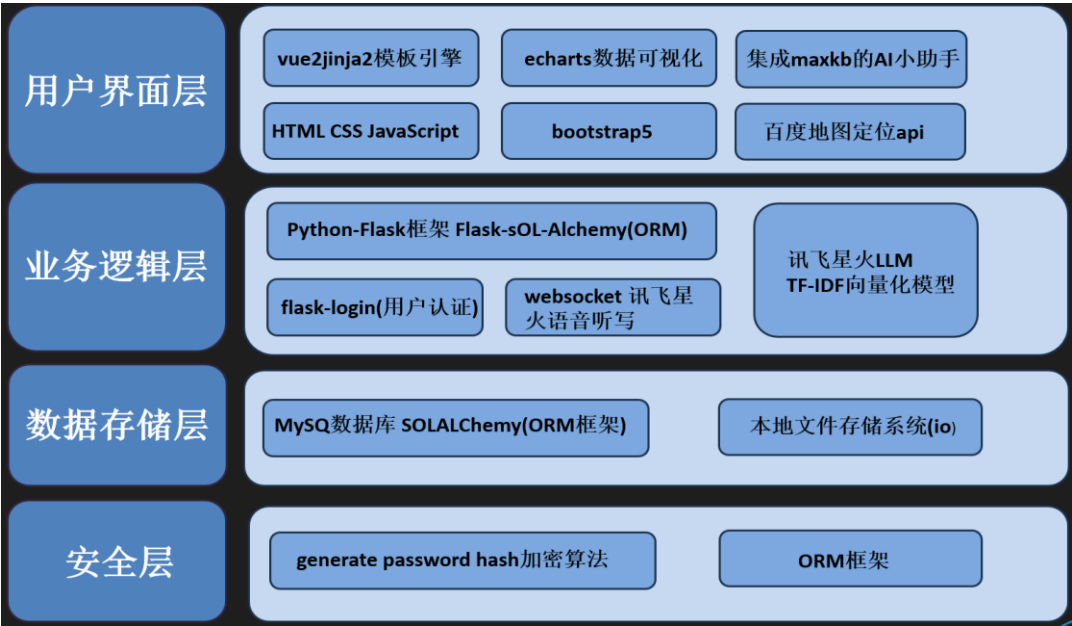 用户界面层
vue2jinja2模板引擎
echarts数据可视化
集成maxkb的AI小助手
HTML CSS JavaScript
bootstrap5
百度地图定位api
业务逻辑层
Python-Flask框架 Flask-sOL-Alchemy(ORM)
讯飞星火LLM
TF-IDF向量化模型
flask-login(用户认证)
websocket 讯飞星
火语音听写
数据存储层
MySQ数据库 SOLALChemy(ORM框架)
本地文件存储系统(io)
安全层
generate password hash加密算法
ORM框架